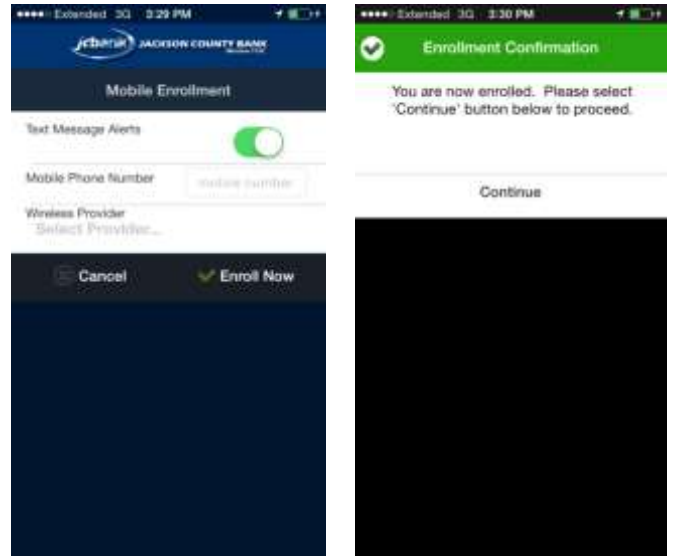 Extended 3G 3:29 PM
jcbank JACKSON COUNTY BANK
Mobile Enrollment
Text Message Alerts
Mobile Phone Number mobile number
Wireless Provider
Select Provider...
Cancel Enroll Now
Extended 3G 3:30 PM
Enrollment Confirmation
You are now enrolled. Please select
'Continue' button below to proceed.
Continue